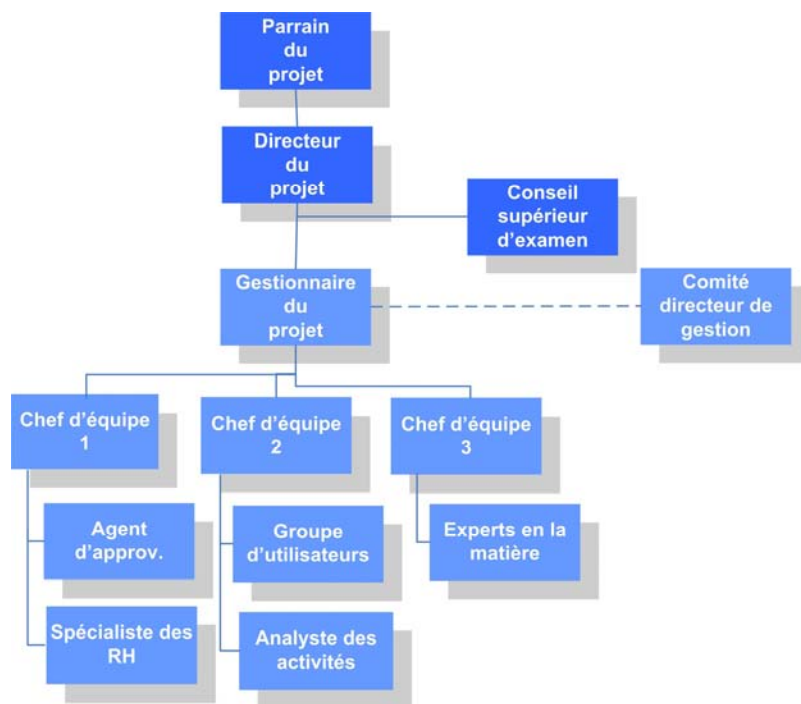 Parrain
du
projet
Directeur
du
projet
Conseil
supérieur
d'examen
Gestionnaire
du
projet
Comité
directeur de
gestion
Chef d'équipe
1
Chef d'équipe
2
Chef d'équipe
3
Agent
d'approv.
Groupe
d'utilisateurs
Experts en la
matière
Spécialiste des
RH
Analyste des
activités